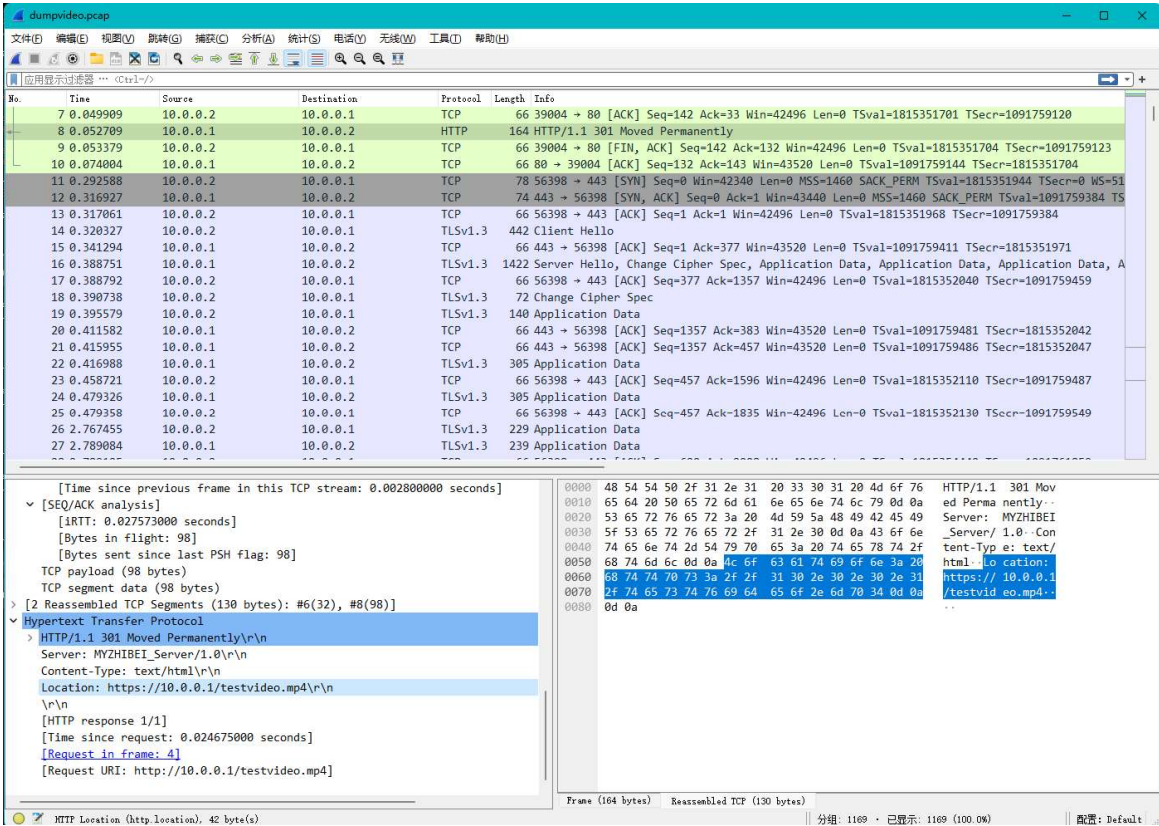 dumpvideo.pcap
文件(F) 编辑(E) 视图(V) 跳转(G) 捕获(C) 分析(A) 统计(S) 电话(Y) 无线(W) 工具(T) 帮助(H)
应用显示过滤器 … <Ctrl-/>
No. Time Source Destination Protocol Length Info
7 0.049909 10.0.0.2 10.0.0.1 TCP 66 39004 → 80 [ACK] Seq=142 Ack=33 Win=42496 Len=0 TSval=1815351701 TSecr=1091759120
8 0.052709 10.0.0.1 10.0.0.2 HTTP 164 HTTP/1.1 301 Moved Permanently
9 0.053379 10.0.0.2 10.0.0.1 TCP 66 39004 → 80 [FIN, ACK] Seq=142 Ack=132 Win=42496 Len=0 TSval=1815351704 TSecr=1091759123
10 0.074004 10.0.0.1 10.0.0.2 TCP 66 80 → 39004 [ACK] Seq=132 Ack=143 Win=43520 Len=0 TSval=1091759144 TSecr=1815351704
11 0.292588 10.0.0.2 10.0.0.1 TCP 78 56398 → 443 [SYN] Seq=0 Win=42340 Len=0 MSS=1460 SACK_PERM TSval=1815351944 TSecr=0 WS=51
12 0.316927 10.0.0.1 10.0.0.2 TCP 74 443 → 56398 [SYN, ACK] Seq=0 Ack=1 Win=43440 Len=0 MSS=1460 SACK_PERM TSval=1091759384 TS
13 0.317061 10.0.0.2 10.0.0.1 TCP 66 56398 → 443 [ACK] Seq=1 Ack=1 Win=42496 Len=0 TSval=1815351968 TSecr=1091759384
14 0.320327 10.0.0.2 10.0.0.1 TLSv1.3 442 Client Hello
15 0.341294 10.0.0.1 10.0.0.2 TCP 66 443 → 56398 [ACK] Seq=1 Ack=377 Win=43520 Len=0 TSval=1091759411 TSecr=1815351971
16 0.388751 10.0.0.1 10.0.0.2 TLSv1.3 1422 Server Hello, Change Cipher Spec, Application Data, Application Data, Application Data, A
17 0.388792 10.0.0.2 10.0.0.1 TCP 66 56398 → 443 [ACK] Seq=377 Ack=1357 Win=42496 Len=0 TSval=1815352040 TSecr=1091759459
18 0.390738 10.0.0.2 10.0.0.1 TLSv1.3 72 Change Cipher Spec
19 0.395579 10.0.0.2 10.0.0.1 TLSv1.3 140 Application Data
20 0.411582 10.0.0.1 10.0.0.2 TCP 66 443 → 56398 [ACK] Seq=1357 Ack=383 Win=43520 Len=0 TSval=1091759481 TSecr=1815352042
21 0.415955 10.0.0.1 10.0.0.2 TCP 66 443 → 56398 [ACK] Seq=1357 Ack=457 Win=43520 Len=0 TSval=1091759486 TSecr=1815352047
22 0.416988 10.0.0.1 10.0.0.2 TLSv1.3 305 Application Data
23 0.458721 10.0.0.2 10.0.0.1 TCP 66 56398 → 443 [ACK] Seq=457 Ack=1596 Win=42496 Len=0 TSval=1815352110 TSecr=1091759487
24 0.479326 10.0.0.1 10.0.0.2 TLSv1.3 305 Application Data
25 0.479358 10.0.0.2 10.0.0.1 TCP 66 56398 → 443 [ACK] Seq=457 Ack=1835 Win=42496 Len=0 TSval=1815352130 TSecr=1091759549
26 2.767455 10.0.0.2 10.0.0.1 TLSv1.3 229 Application Data
27 2.789084 10.0.0.1 10.0.0.2 TLSv1.3 239 Application Data
[Time since previous frame in this TCP stream: 0.002800000 seconds]
[SEQ/ACK analysis]
[iRTT: 0.027573000 seconds]
[Bytes in flight: 98]
[Bytes sent since last PSH flag: 98]
TCP payload (98 bytes)
TCP segment data (98 bytes)
[2 Reassembled TCP Segments (130 bytes): #6(32), #8(98)]
Hypertext Transfer Protocol
HTTP/1.1 301 Moved Permanently\r\n
Server: MYZHIBEI_Server/1.0\r\n
Content-Type: text/html\r\n
Location: https://10.0.0.1/testvideo.mp4\r\n
\r\n
[HTTP response 1/1]
[Time since request: 0.024675000 seconds]
[Request in frame: 4]
[Request URI: http://10.0.0.1/testvideo.mp4]
0000 48 54 54 50 2f 31 2e 31 20 33 30 31 20 4d 6f 76 HTTP/1.1 301 Mov
0010 65 64 20 50 65 72 6d 61 6e 65 6e 74 6c 79 0d 0a ed Perma nently··
0020 53 65 72 76 65 72 3a 20 4d 59 5a 48 49 42 45 49 Server: MYZHIBEI
0030 5f 53 65 72 76 65 72 2f 31 2e 30 0d 0a 43 6f 6e _Server/ 1.0··Con
0040 74 65 6e 74 2d 54 79 70 65 3a 20 74 65 78 74 2f tent-Typ e: text/
0050 68 74 6d 6c 0d 0a 4c 6f 63 61 74 69 6f 6e 3a 20 html··Lo cation:
0060 68 74 74 70 73 3a 2f 2f 31 30 2e 30 2e 30 2e 31 https:// 10.0.0.1
0070 2f 74 65 73 74 76 69 64 65 6f 2e 6d 70 34 0d 0a /testvid eo.mp4··
0080 0d 0a ··
Frame (164 bytes) Reassembled TCP (130 bytes)
HTTP Location (http.location), 42 byte(s) 分组: 1169 · 已显示: 1169 (100.0%) 配置: Default